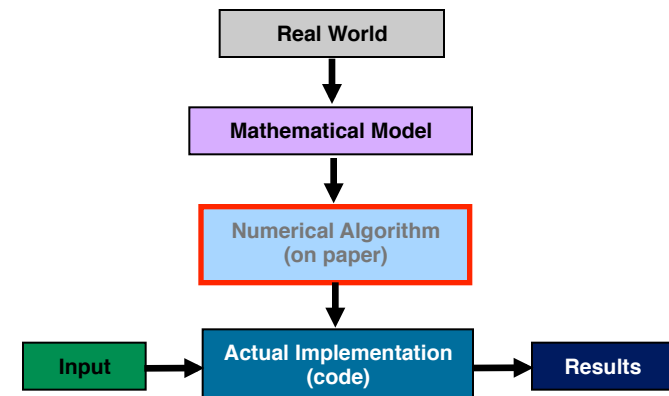 Real World
Mathematical Model
Numerical Algorithm
(on paper)
Input
Actual Implementation
(code)
Results